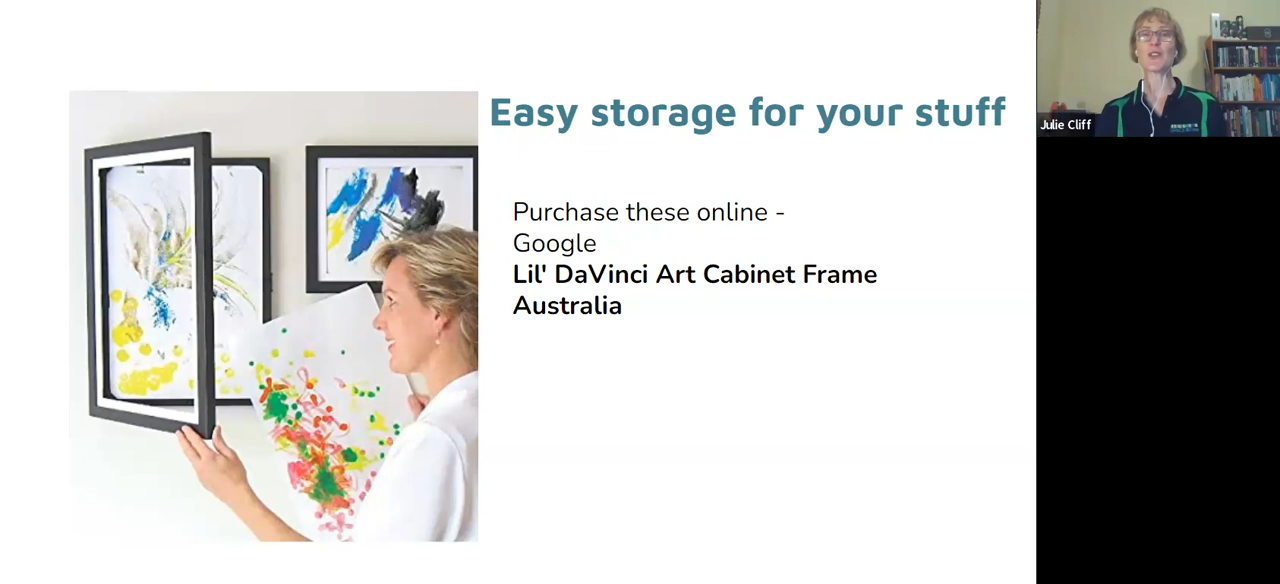 Easy storage for your stuff
Purchase these online -
Google
Lil' DaVinci Art Cabinet Frame
Australia
Julie Cliff